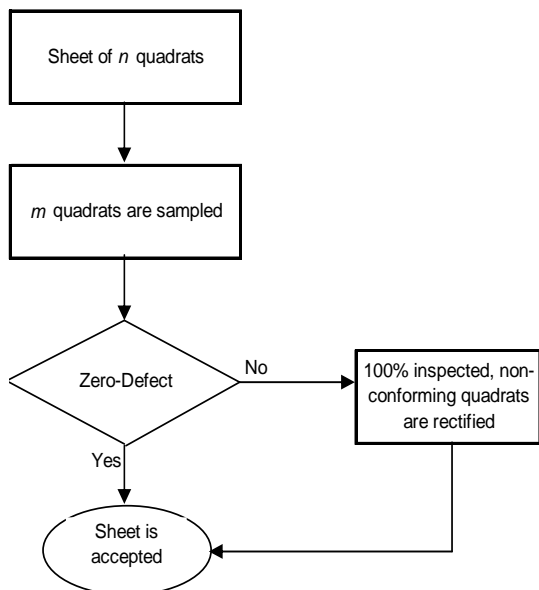 Sheet of n quadrats
m quadrats are sampled
Zero-Defect
No
100% inspected, non-
conforming quadrats
are rectified
Yes
Sheet is
accepted